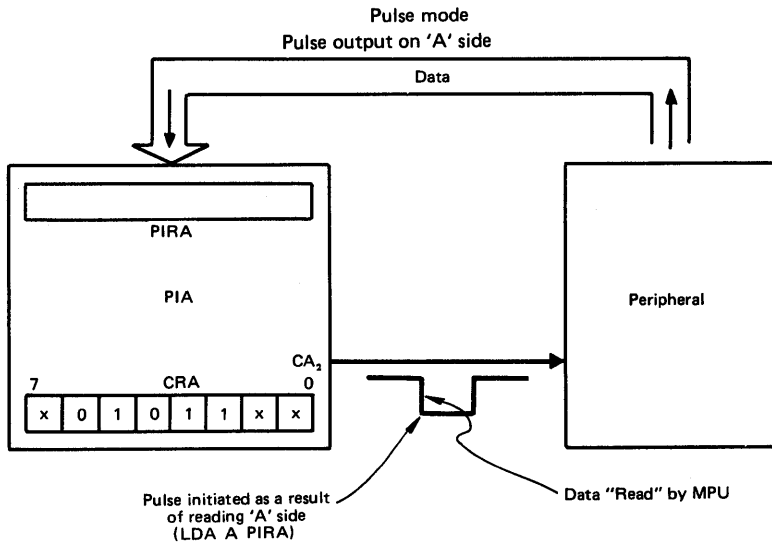 Pulse mode
Pulse output on 'A' side
Data
PIRA
PIA
Peripheral
CA₂
7 CRA 0
x 0 1 0 1 1 x x
Pulse initiated as a result
of reading 'A' side
(LDA A PIRA)
Data "Read" by MPU